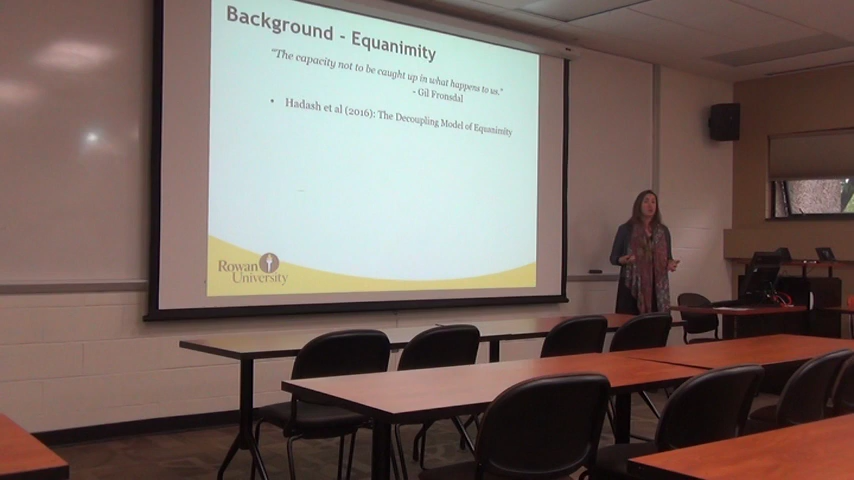 Background - Equanimity
"The capacity not to be caught up in what happens to us."
- Gil Fronsdal
• Hadash et al (2016): The Decoupling Model of Equanimity
Rowan
University